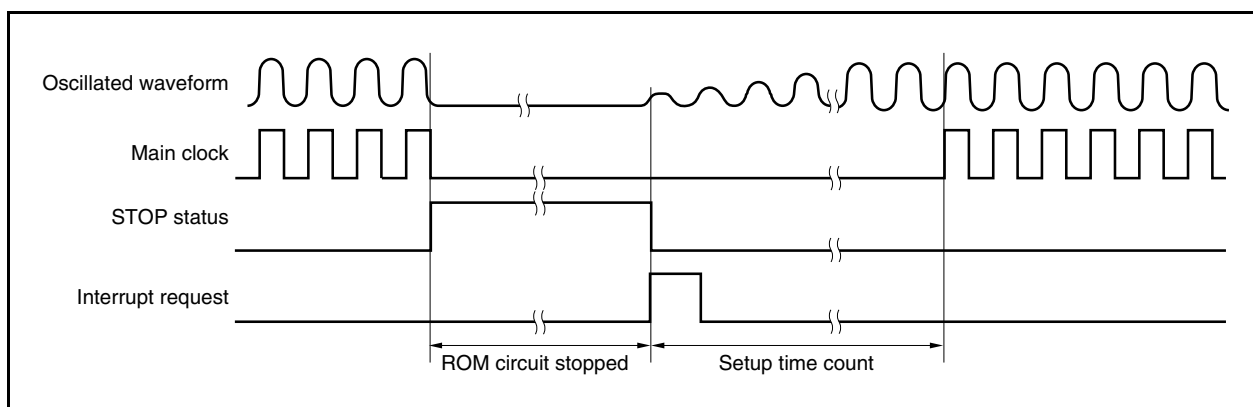 Oscillated waveform
Main clock
STOP status
Interrupt request
ROM circuit stopped
Setup time count